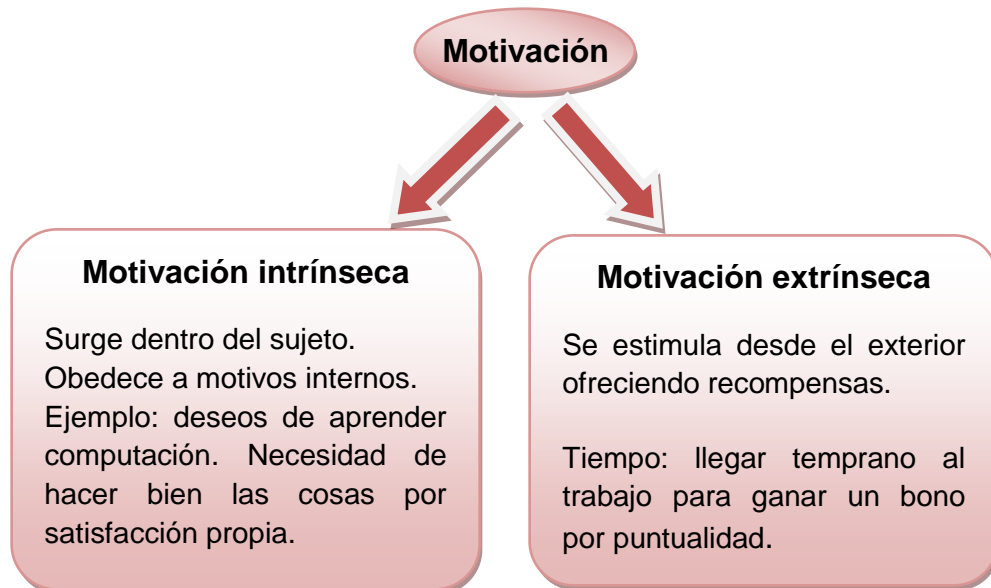 Motivación
Motivación intrínseca
Surge dentro del sujeto.
Obedece a motivos internos.
Ejemplo: deseos de aprender
computación. Necesidad de
hacer bien las cosas por
satisfacción propia.
Motivación extrínseca
Se estimula desde el exterior
ofreciendo recompensas.
Tiempo: llegar temprano al
trabajo para ganar un bono
por puntualidad.